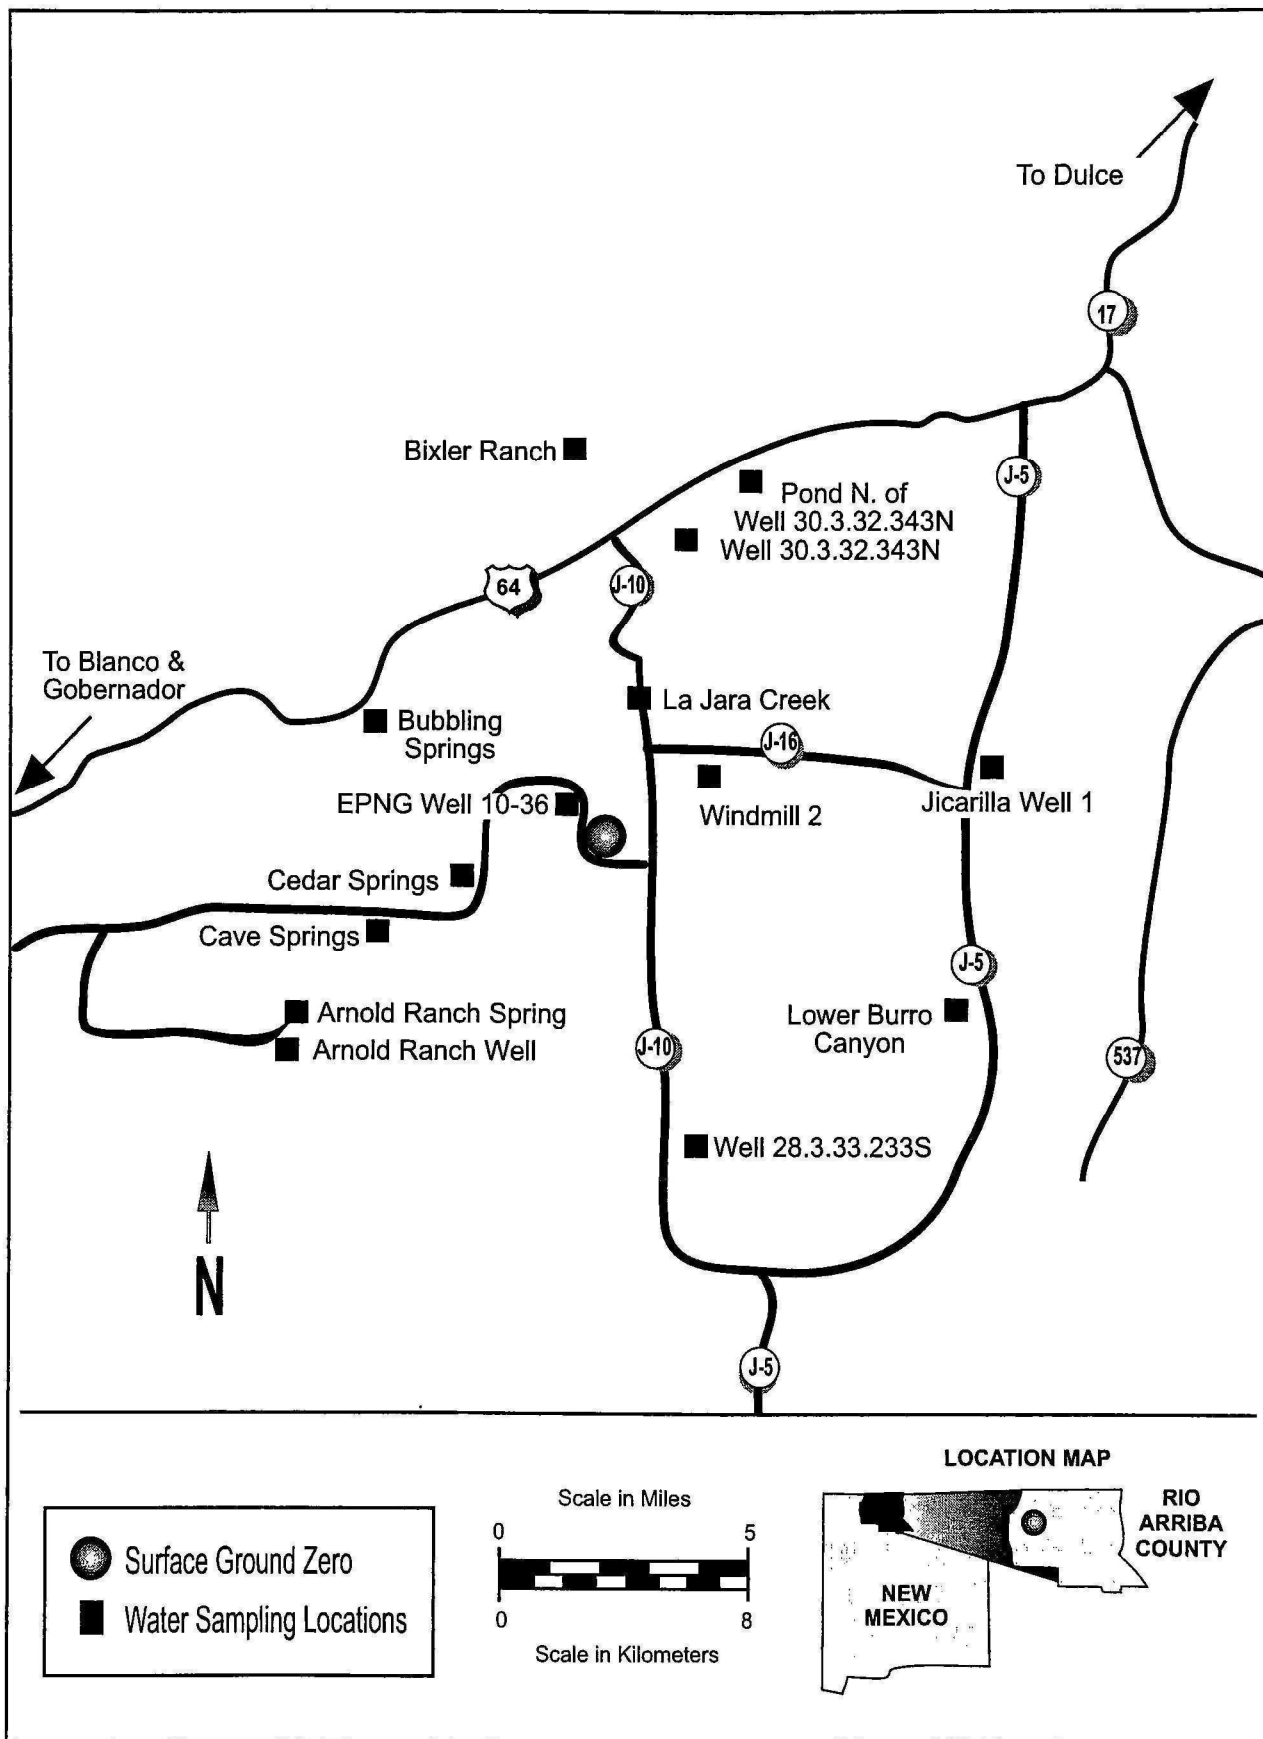 To Dulce
17
Bixler Ranch
J-5
Pond N. of
Well 30.3.32.343N
Well 30.3.32.343N
64
J-10
To Blanco &
Gobernador
La Jara Creek
Bubbling
Springs
J-16
EPNG Well 10-36
Windmill 2
Jicarilla Well 1
Cedar Springs
Cave Springs
J-5
Arnold Ranch Spring
Lower Burro
Canyon
Arnold Ranch Well
J-10
537
Well 28.3.33.233S
N
J-5
LOCATION MAP
Scale in Miles
0 5
0 8
Scale in Kilometers
Surface Ground Zero
Water Sampling Locations
RIO
ARRIBA
COUNTY
NEW
MEXICO